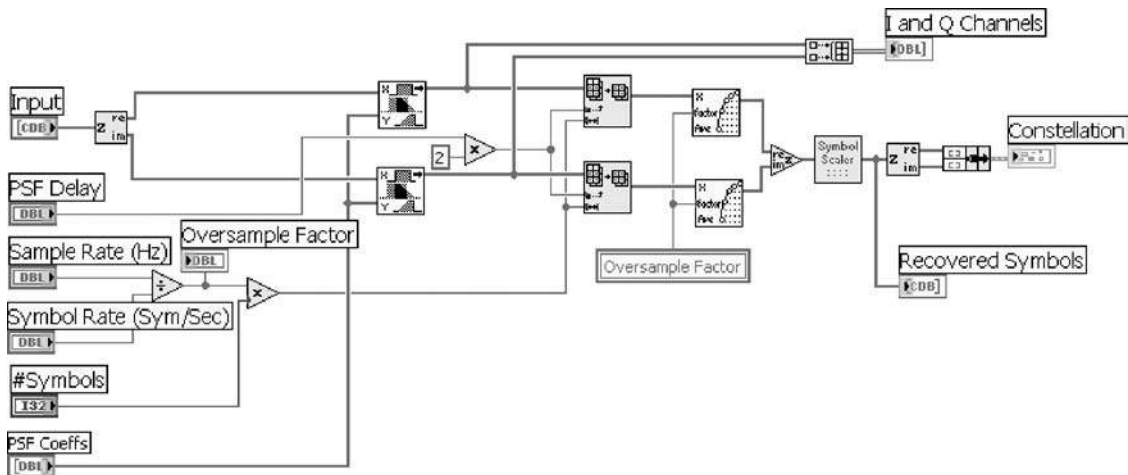 I and Q Channels
DBL]
Input
[CDB
z re im
X
Y
X factor Ave
2
x
Symbol Scaler
re im z
z re im
Constellation
X
Y
X factor Ave
PSF Delay
DBL
Oversample Factor
DBL
Sample Rate (Hz)
DBL
÷
x
Oversample Factor
Recovered Symbols
CDB]
Symbol Rate (Sym/Sec)
DBL
#Symbols
I32
PSF Coeffs
[DBL]